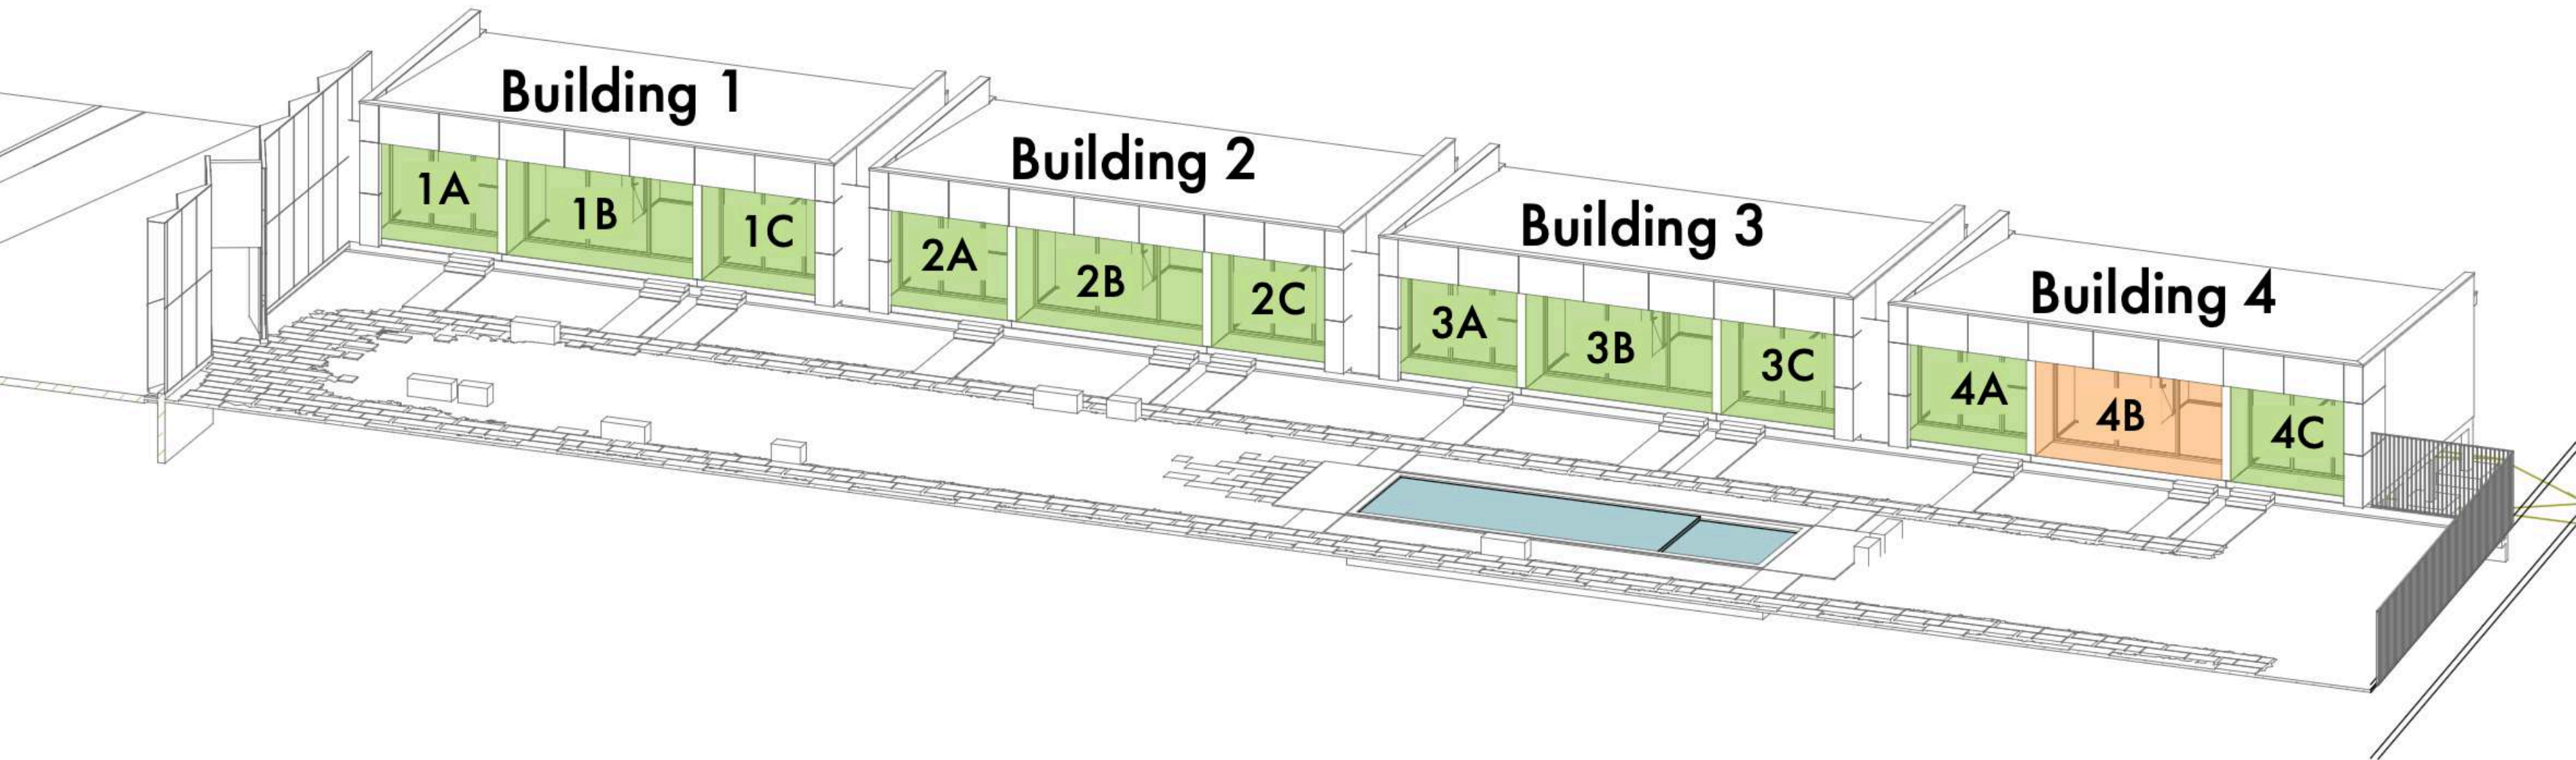 Building 1
1A
1B
1C
Building 2
2A
2B
2C
Building 3
3A
3B
3C
Building 4
4A
4B
4C